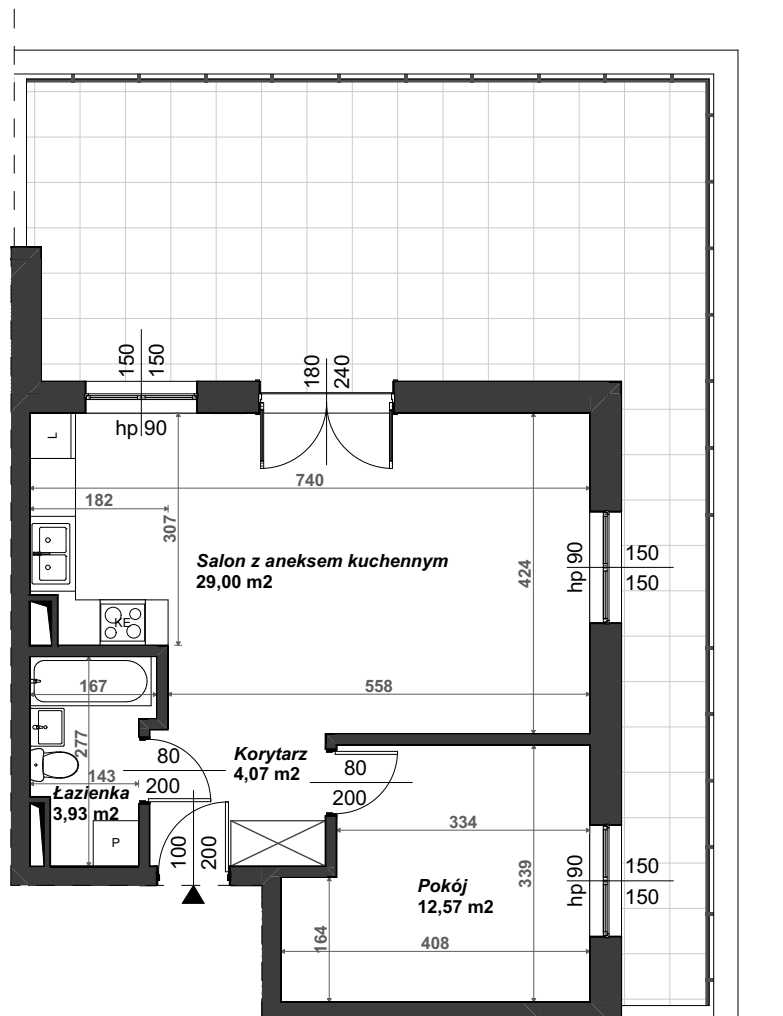 150
150
hp 90
180
240
L
740
182
307
424
Salon z aneksem kuchennym
29,00 m2
hp 90
150
150
KE
167
558
277
Korytarz
4,07 m2
80
200
80
200
143
Łazienka
3,93 m2
P
100
200
334
339
Pokój
12,57 m2
hp 90
150
150
164
408